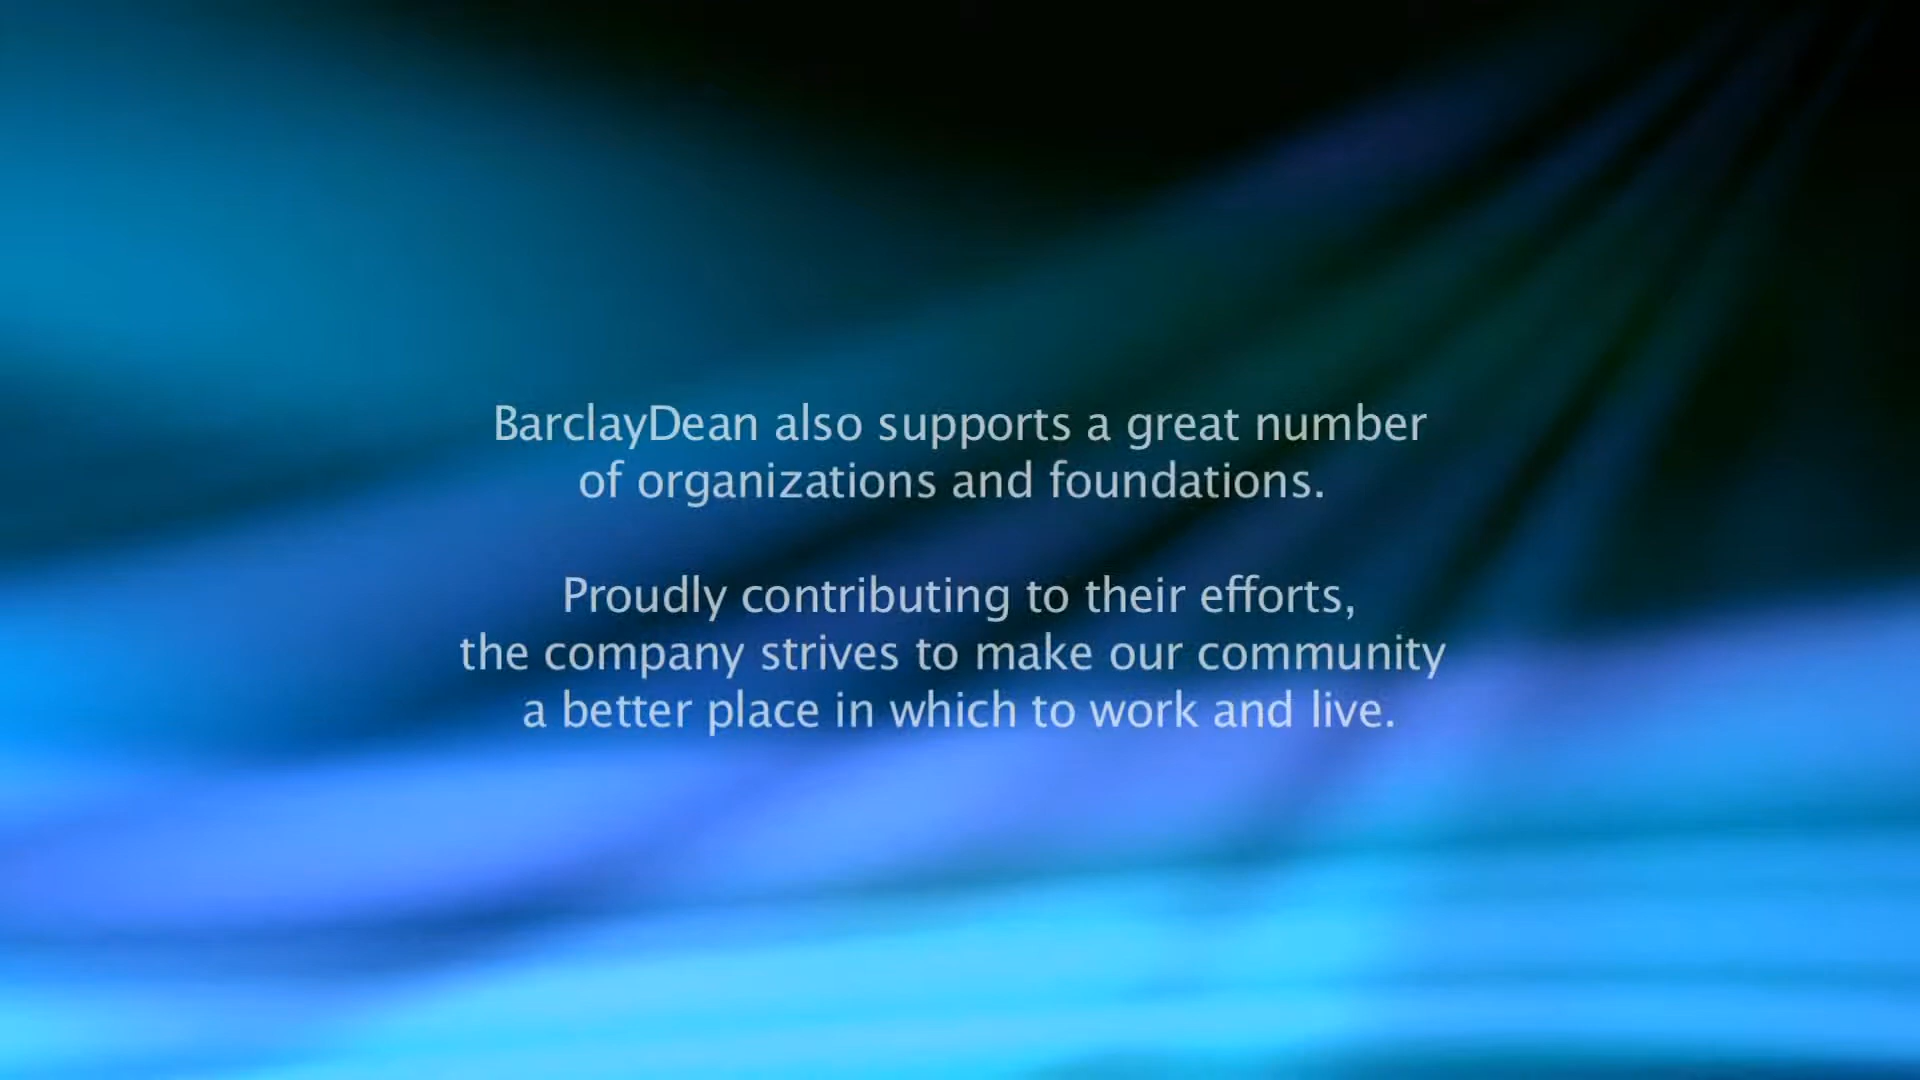 BarclayDean also supports a great number
of organizations and foundations.
Proudly contributing to their efforts,
the company strives to make our community
a better place in which to work and live.